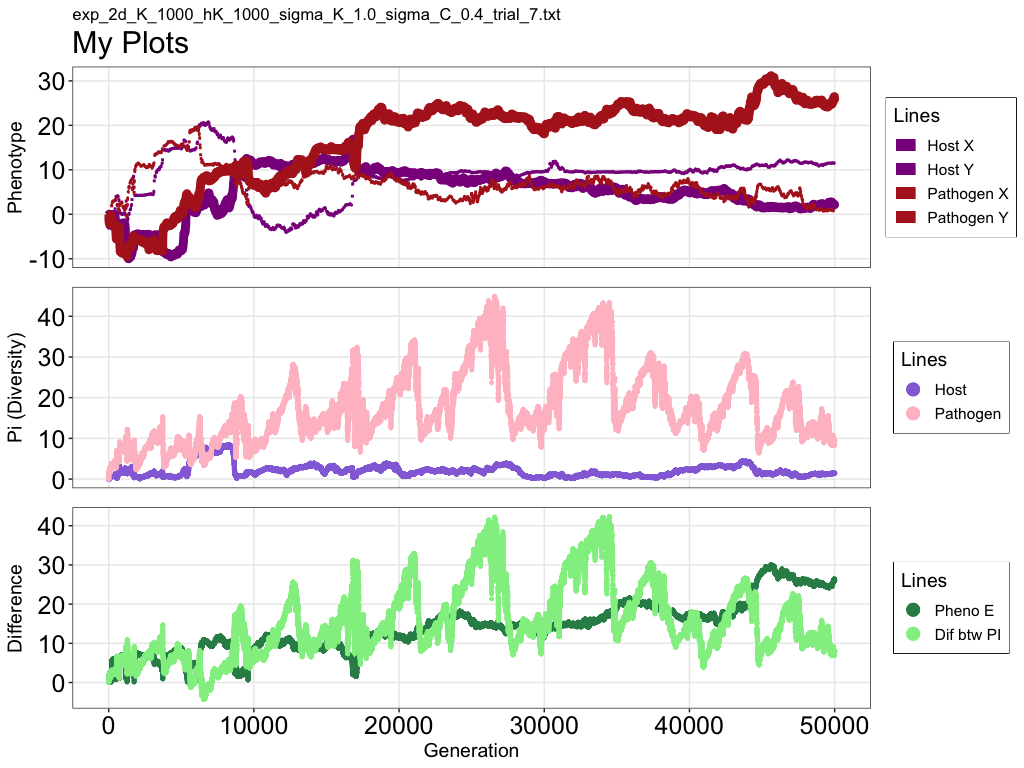 exp_2d_K_1000_hK_1000_sigma_K_1.0_sigma_C_0.4_trial_7.txt
My Plots
Phenotype
30
20
10
0
-10
Lines
Host X
Host Y
Pathogen X
Pathogen Y
Pi (Diversity)
40
30
20
10
0
Lines
Host
Pathogen
Difference
40
30
20
10
0
Lines
Pheno E
Dif btw PI
0 10000 20000 30000 40000 50000
Generation